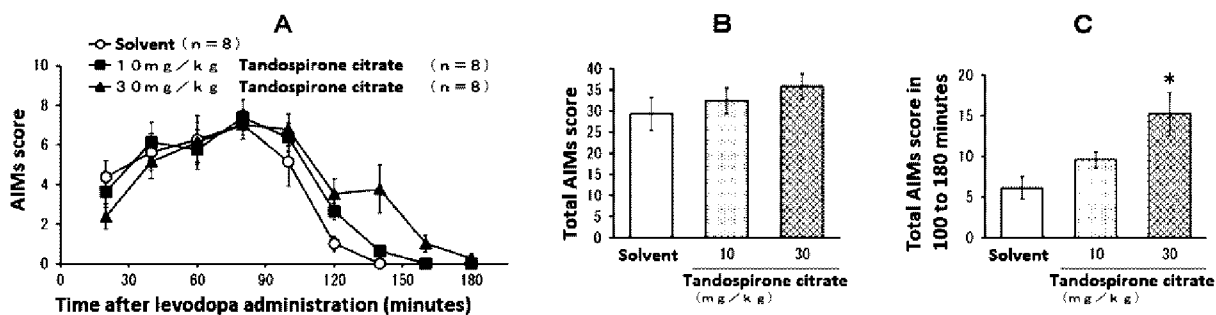 A
Solvent (n=8)
10mg/kg Tandospirone citrate (n=8)
30mg/kg Tandospirone citrate (n=8)
AIMs score
10
8
6
4
2
0
0 30 60 90 120 150 180
Time after levodopa administration (minutes)
B
Total AIMs score
40
35
30
25
20
15
10
5
0
Solvent 10 30
Tandospirone citrate
(mg/kg)
C
Total AIMs score in
100 to 180 minutes
20
15
10
5
0
*
Solvent 10 30
Tandospirone citrate
(mg/kg)